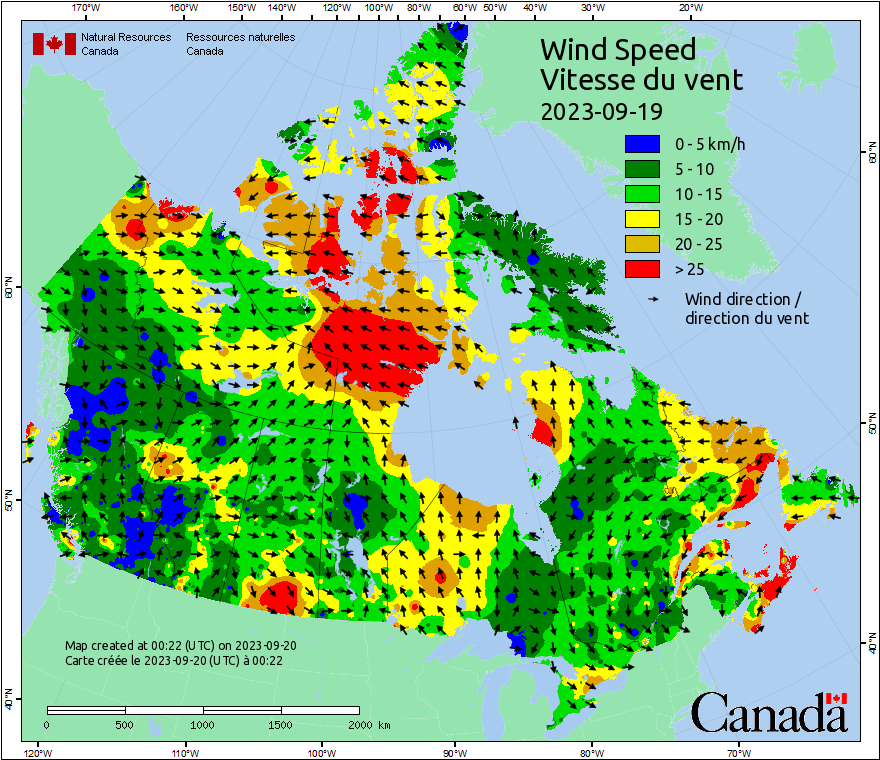 170°W 160°W 150°W 140°W 120°W 100°W 80°W 60°W 50°W 40°W 30°W 20°W
Natural Resources Ressources naturelles
Canada Canada
Wind Speed
Vitesse du vent
2023-09-19
0 - 5 km/h
5 - 10
10 - 15
15 - 20
20 - 25
> 25
Wind direction /
direction du vent
60°N
60°N
50°N
50°N
40°N
40°N
Map created at 00:22 (UTC) on 2023-09-20
Carte créée le 2023-09-20 (UTC) à 00:22
0 500 1000 1500 2000 km
Canada
120°W 110°W 100°W 90°W 80°W 70°W